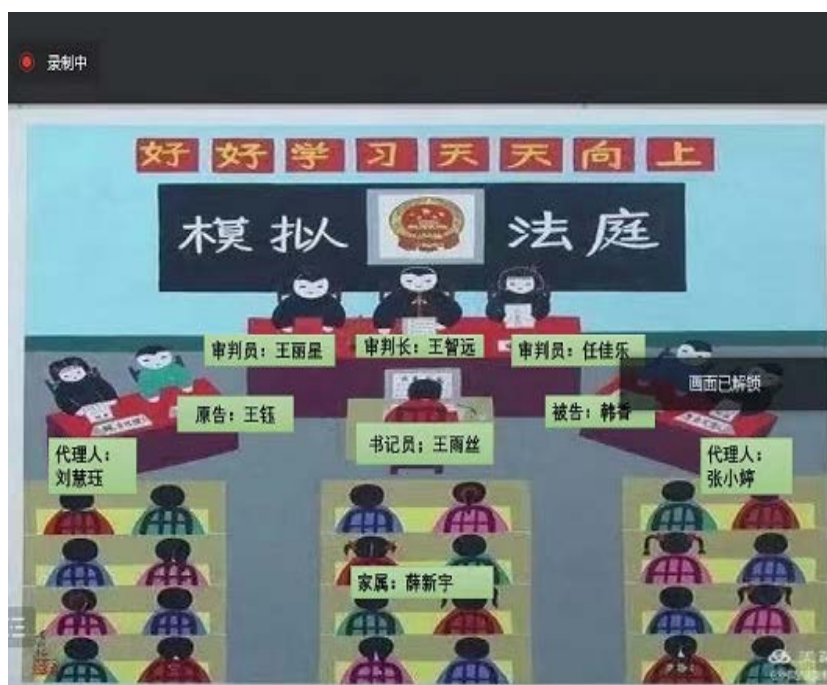 录制中
好好学习天天向上
模拟法庭
审判员：王丽星
审判长：王智远
审判员：任佳乐
画面已解锁
原告：王钰
被告：韩香
书记员；王雨丝
代理人：
刘慧珏
代理人：
张小婷
家属：薛新宇